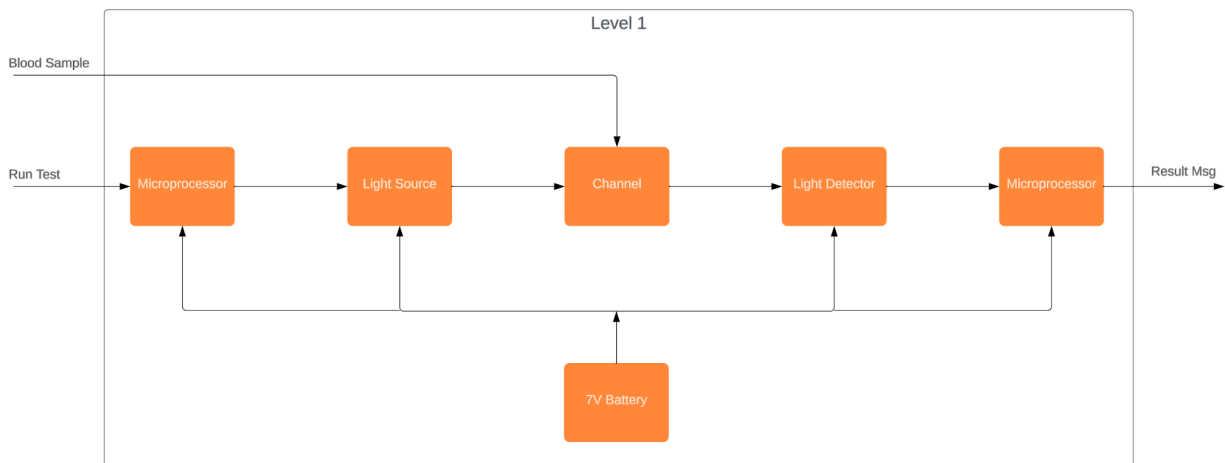 Level 1
Blood Sample
Run Test
Microprocessor
Light Source
Channel
Light Detector
Microprocessor
Result Msg
7V Battery